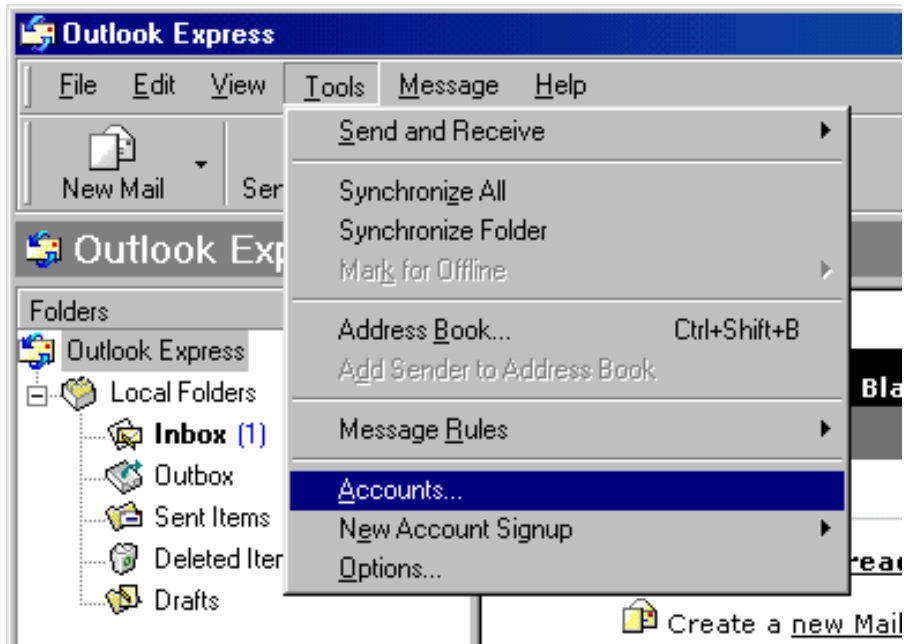 Outlook Express
File Edit View Tools Message Help
New Mail
Send and Receive
Synchronize All
Synchronize Folder
Mark for Offline
Address Book... Ctrl+Shift+B
Add Sender to Address Book
Message Rules
Accounts...
New Account Signup
Options...
Outlook
Folders
Outlook Express
Local Folders
Inbox (1)
Outbox
Sent Items
Deleted
Drafts
Create a new Mail